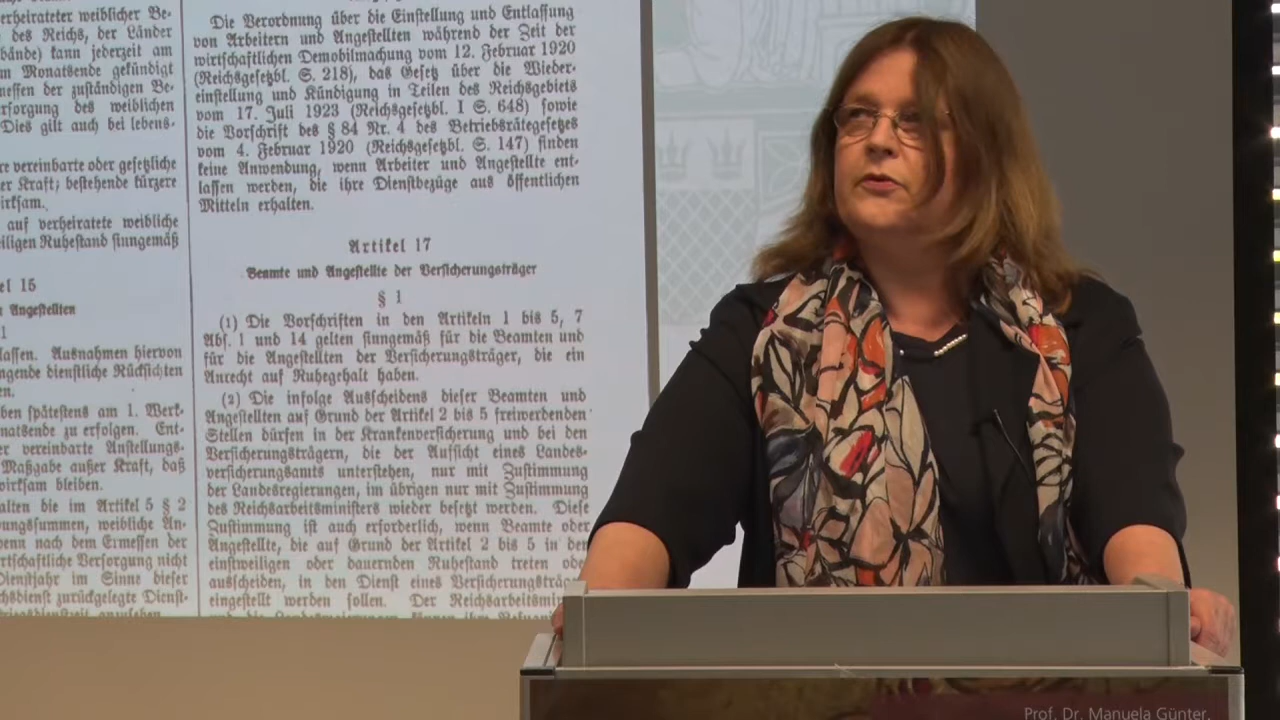 erheirateter weiblicher Be-
des Reichs, der Länder
bände) kann jederzeit am
m Monatsende gekündigt
nessen der zuständigen Be-
rsorgung des weiblichen
Dies gilt auch bei lebens-
re vereinbarte oder gesetzliche
er Kraft; bestehende kürzere
irksam.
auf verheiratete weibliche
eiligen Ruhestand sinngemäß
el 15
Angestellten
1
lassen. Ausnahmen hiervon
ngende dienstliche Rücksichten
en.
ben spätestens am 1. Werk-
natsende zu erfolgen. Ent-
er vereinbarte Anstellungs-
Maßgabe außer Kraft, daß
wirksam bleiben.
alten die im Artikel 5 § 2
ungssummen, weibliche An-
wenn nach dem Ermessen der
rtschaftliche Versorgung nicht
Dienstjahr im Sinne dieser
chsdienst zurückgelegte Dienst-
Die Verordnung über die Einstellung und Entlassung
von Arbeitern und Angestellten während der Zeit der
wirtschaftlichen Demobilmachung vom 12. Februar 1920
(Reichsgesetzbl. S. 218), das Gesetz über die Wieder-
einstellung und Kündigung in Teilen des Reichsgebiets
vom 17. Juli 1923 (Reichsgesetzbl. I S. 648) sowie
die Vorschrift des § 84 Nr. 4 des Betriebsrätegesetzes
vom 4. Februar 1920 (Reichsgesetzbl. S. 147) finden
keine Anwendung, wenn Arbeiter und Angestellte ent-
lassen werden, die ihre Dienstbezüge aus öffentlichen
Mitteln erhalten.
Artikel 17
Beamte und Angestellte der Versicherungsträger
§ 1
(1) Die Vorschriften in den Artikeln 1 bis 5, 7
Abs. 1 und 14 gelten sinngemäß für die Beamten und
für die Angestellten der Versicherungsträger, die ein
Anrecht auf Ruhegehalt haben.
(2) Die infolge Ausscheidens dieser Beamten und
Angestellten auf Grund der Artikel 2 bis 5 freiwerdenden
Stellen dürfen in der Krankenversicherung und bei den
Versicherungsträgern, die der Aufsicht eines Landes-
versicherungsamts unterstehen, nur mit Zustimmung
der Landesregierungen, im übrigen nur mit Zustimmung
des Reichsarbeitsministers wieder besetzt werden. Diese
Zustimmung ist auch erforderlich, wenn Beamte oder
Angestellte, die auf Grund der Artikel 2 bis 5 in den
einstweiligen oder dauernden Ruhestand treten oder
ausscheiden, in den Dienst eines Versicherungsträge
eingestellt werden sollen. Der Reichsarbeitsmin
Prof. Dr. Manuela Günter,